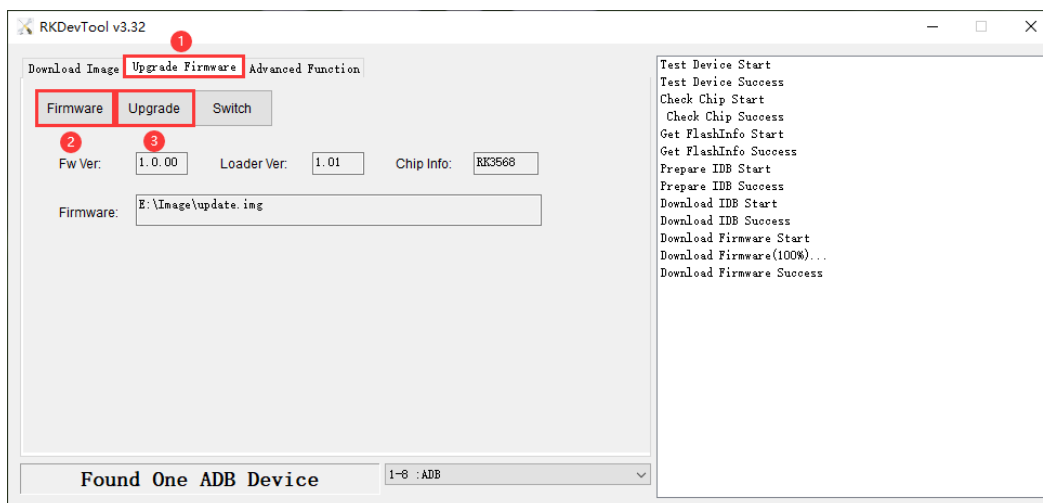 RKDevTool v3.32
1
Download Image Upgrade Firmware Advanced Function
Firmware Upgrade Switch
2 3
Fw Ver: 1.0.00 Loader Ver: 1.01 Chip Info: RK3568
Firmware: E:\Image\update.img
Found One ADB Device
1-8 :ADB
Test Device Start
Test Device Success
Check Chip Start
Check Chip Success
Get FlashInfo Start
Get FlashInfo Success
Prepare IDB Start
Prepare IDB Success
Download IDB Start
Download IDB Success
Download Firmware Start
Download Firmware(100%)...
Download Firmware Success